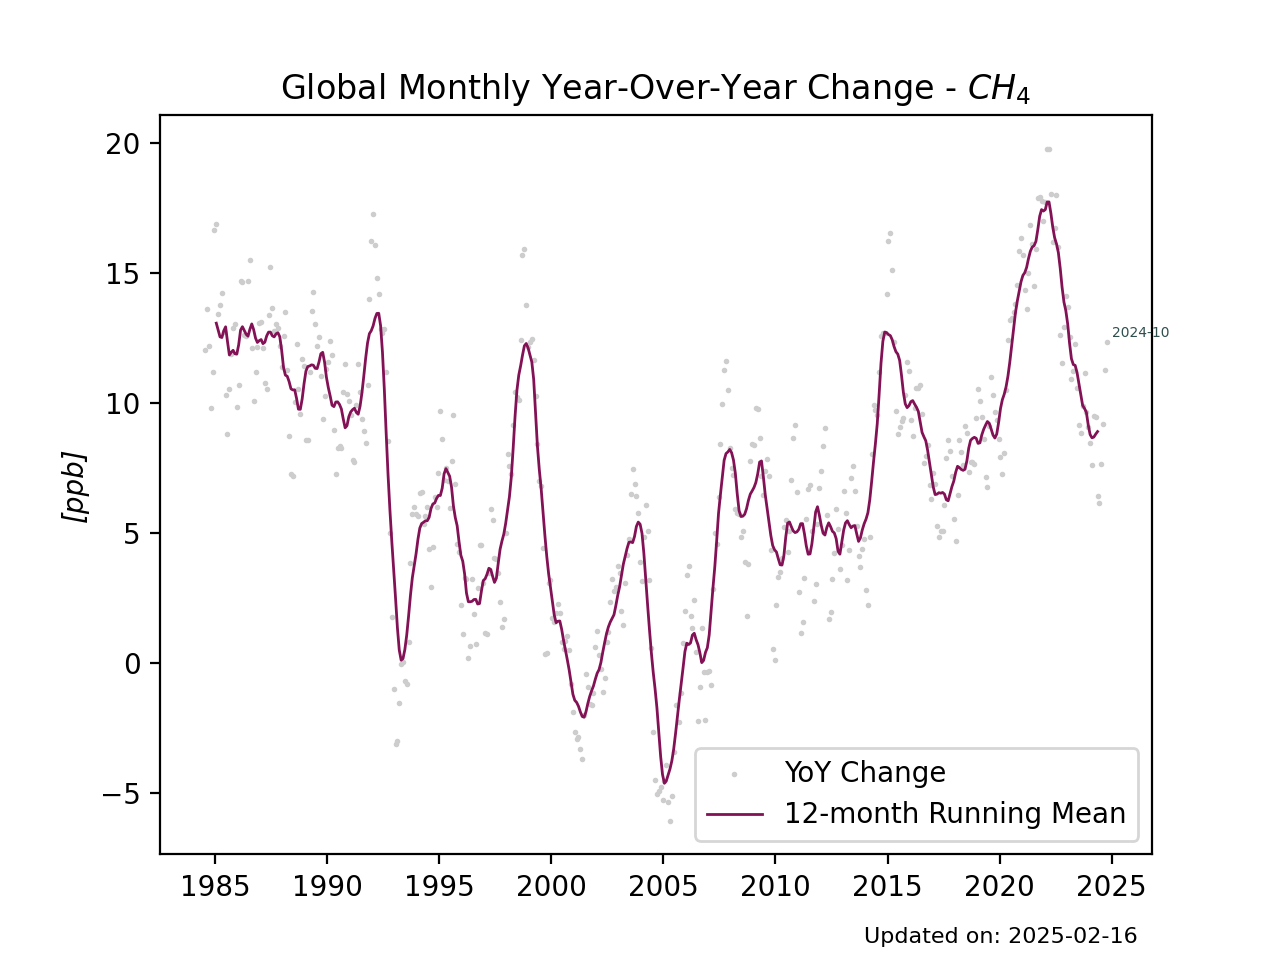 Global Monthly Year-Over-Year Change - CH₄
20
15
10
5
0
−5
[ppb]
2024-10
YoY Change
12-month Running Mean
1985 1990 1995 2000 2005 2010 2015 2020 2025
Updated on: 2025-02-16